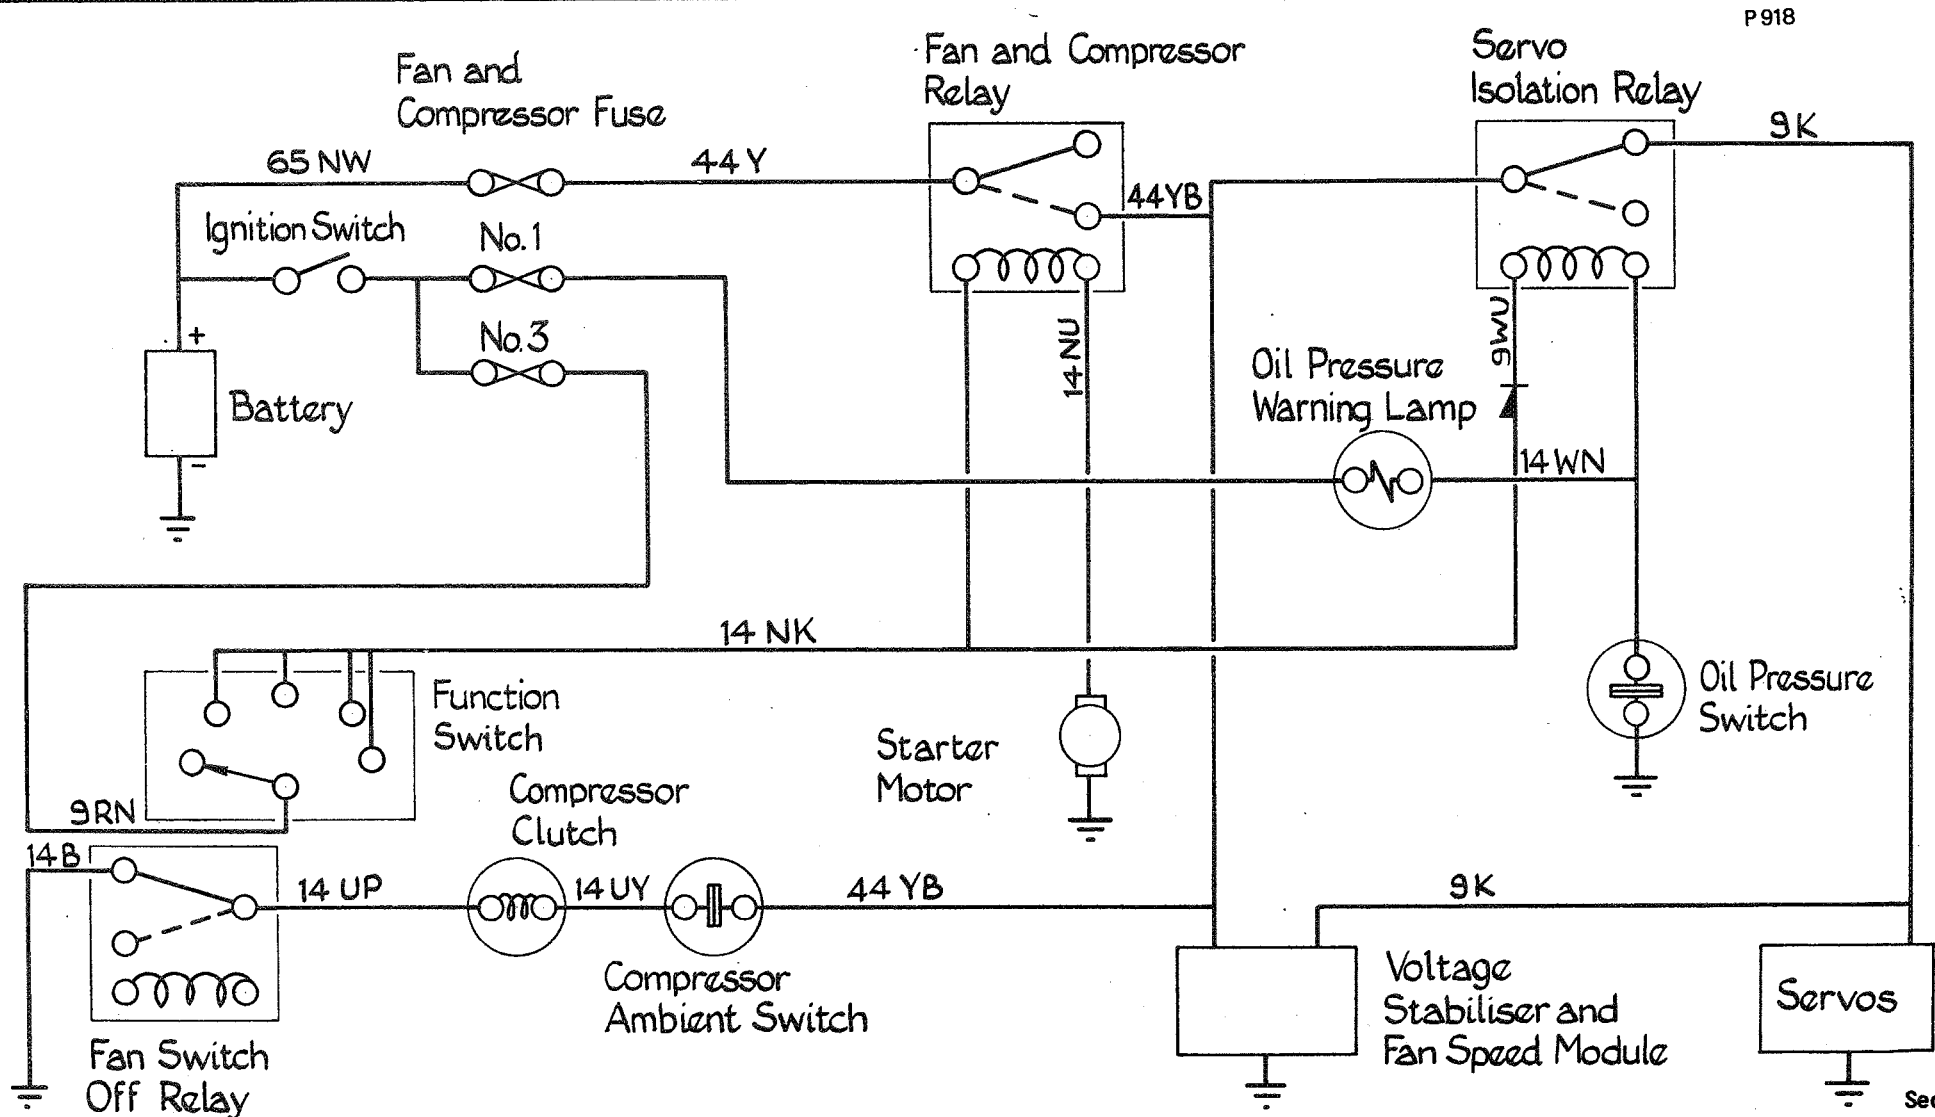 P918
Fan and
Compressor Fuse
Fan and Compressor
Relay
Servo
Isolation Relay
65 NW
44 Y
44YB
9K
Ignition Switch
No. 1
No. 3
+
-
Battery
14 NU
9WU
Oil Pressure
Warning Lamp
14 WN
14 NK
Function
Switch
Oil Pressure
Switch
Starter
Motor
9RN
Compressor
Clutch
14B
14 UP
14 UY
44 YB
9K
Compressor
Ambient Switch
Voltage
Stabiliser and
Fan Speed Module
Servos
Fan Switch
Off Relay